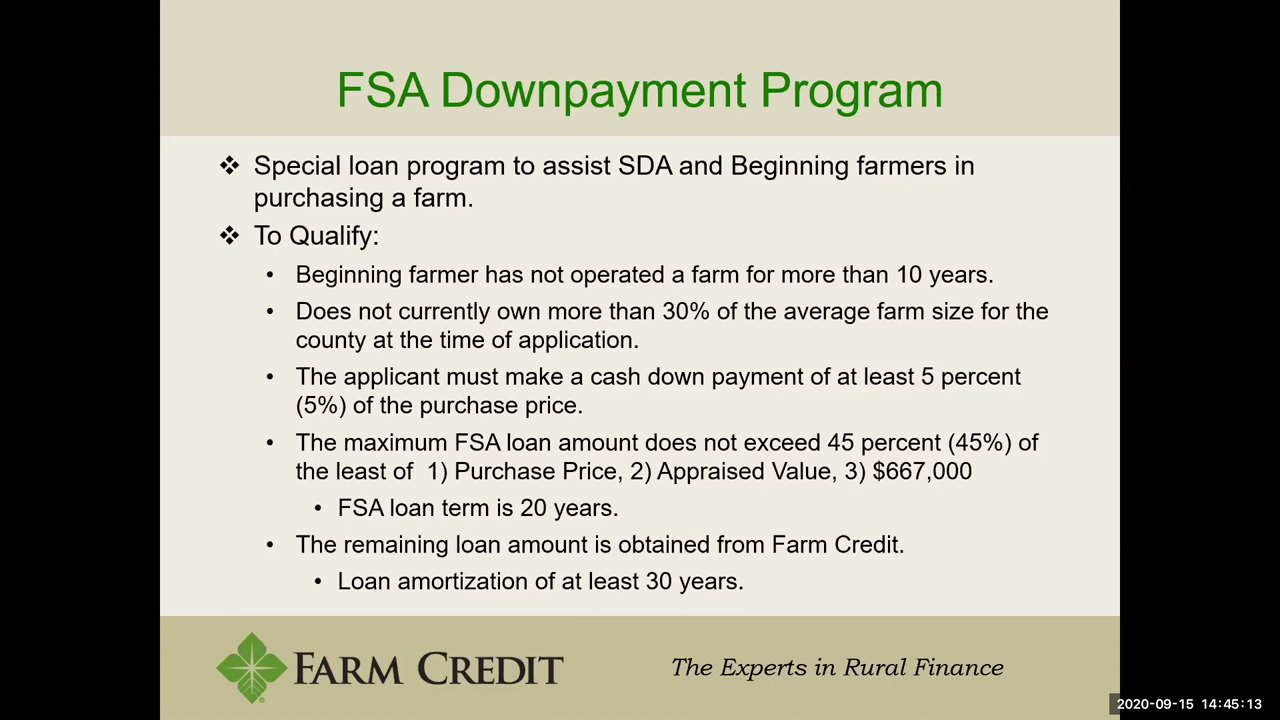 FSA Downpayment Program
❖ Special loan program to assist SDA and Beginning farmers in
purchasing a farm.
❖ To Qualify:
• Beginning farmer has not operated a farm for more than 10 years.
• Does not currently own more than 30% of the average farm size for the
county at the time of application.
• The applicant must make a cash down payment of at least 5 percent
(5%) of the purchase price.
• The maximum FSA loan amount does not exceed 45 percent (45%) of
the least of  1) Purchase Price, 2) Appraised Value, 3) $667,000
• FSA loan term is 20 years.
• The remaining loan amount is obtained from Farm Credit.
• Loan amortization of at least 30 years.
FARM CREDIT
The Experts in Rural Finance
2020-09-15 14:45:13